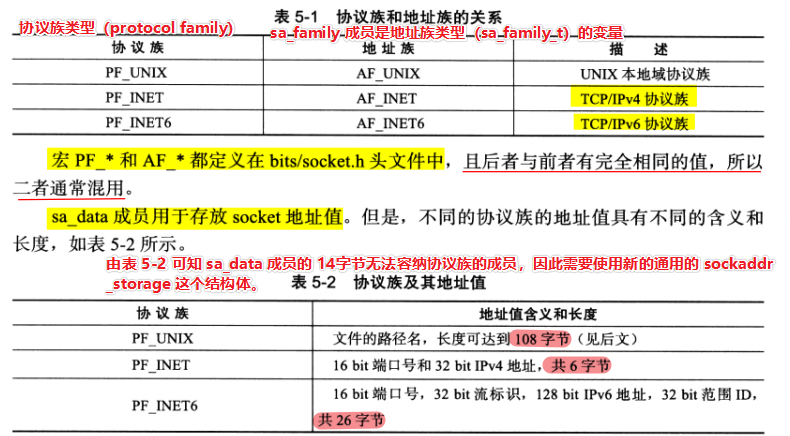 表 5-1 协议族和地址族的关系
协议族类型（protocol family)
sa_family 成员是地址族类型（sa_family_t）的变量
协 议 族 地 址 族 描 述
PF_UNIX AF_UNIX UNIX 本地域协议族
PF_INET AF_INET TCP/IPv4 协议族
PF_INET6 AF_INET6 TCP/IPv6 协议族
宏 PF_* 和 AF_* 都定义在 bits/socket.h 头文件中，且后者与前者有完全相同的值，所以
二者通常混用。
sa_data 成员用于存放 socket 地址值。但是，不同的协议族的地址值具有不同的含义和
长度，如表 5-2 所示。
由表 5-2 可知 sa_data 成员的 14字节无法容纳协议族的成员，因此需要使用新的通用的 sockaddr
_storage 这个结构体。
表 5-2 协议族及其地址值
协 议 族 地址值含义和长度
PF_UNIX 文件的路径名，长度可达到 108 字节（见后文）
PF_INET 16 bit 端口号和 32 bit IPv4 地址，共 6 字节
PF_INET6 16 bit 端口号，32 bit 流标识，128 bit IPv6 地址，32 bit 范围 ID，
共 26 字节